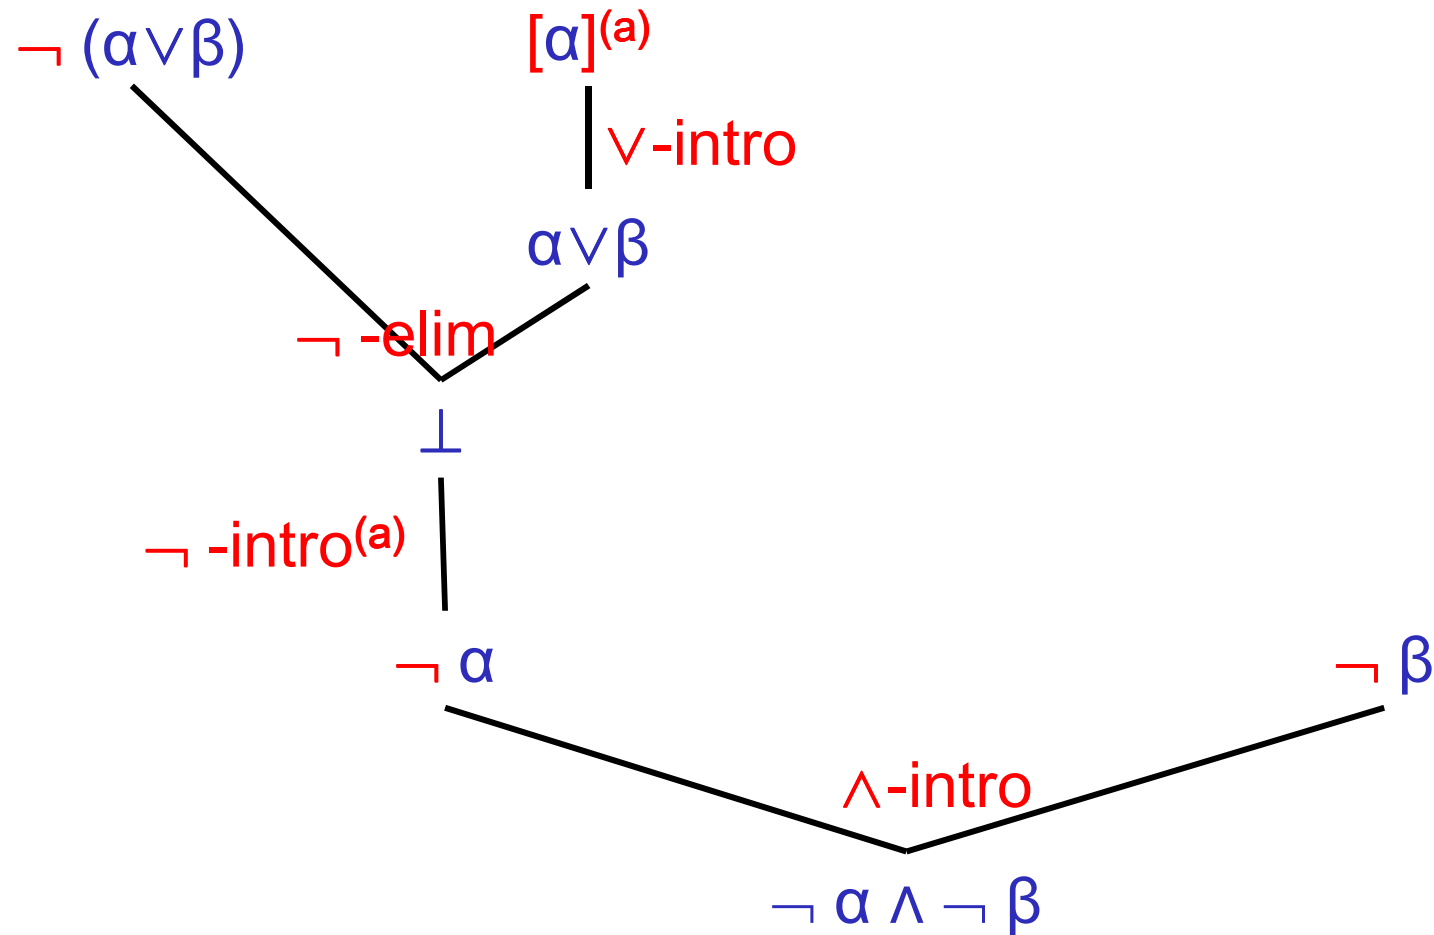 ¬ (α∨β) [α]⁽ᵃ⁾
∨-intro
α∨β
¬ -elim
⊥
¬ -intro⁽ᵃ⁾
¬ α ¬ β
∧-intro
¬ α ∧ ¬ β